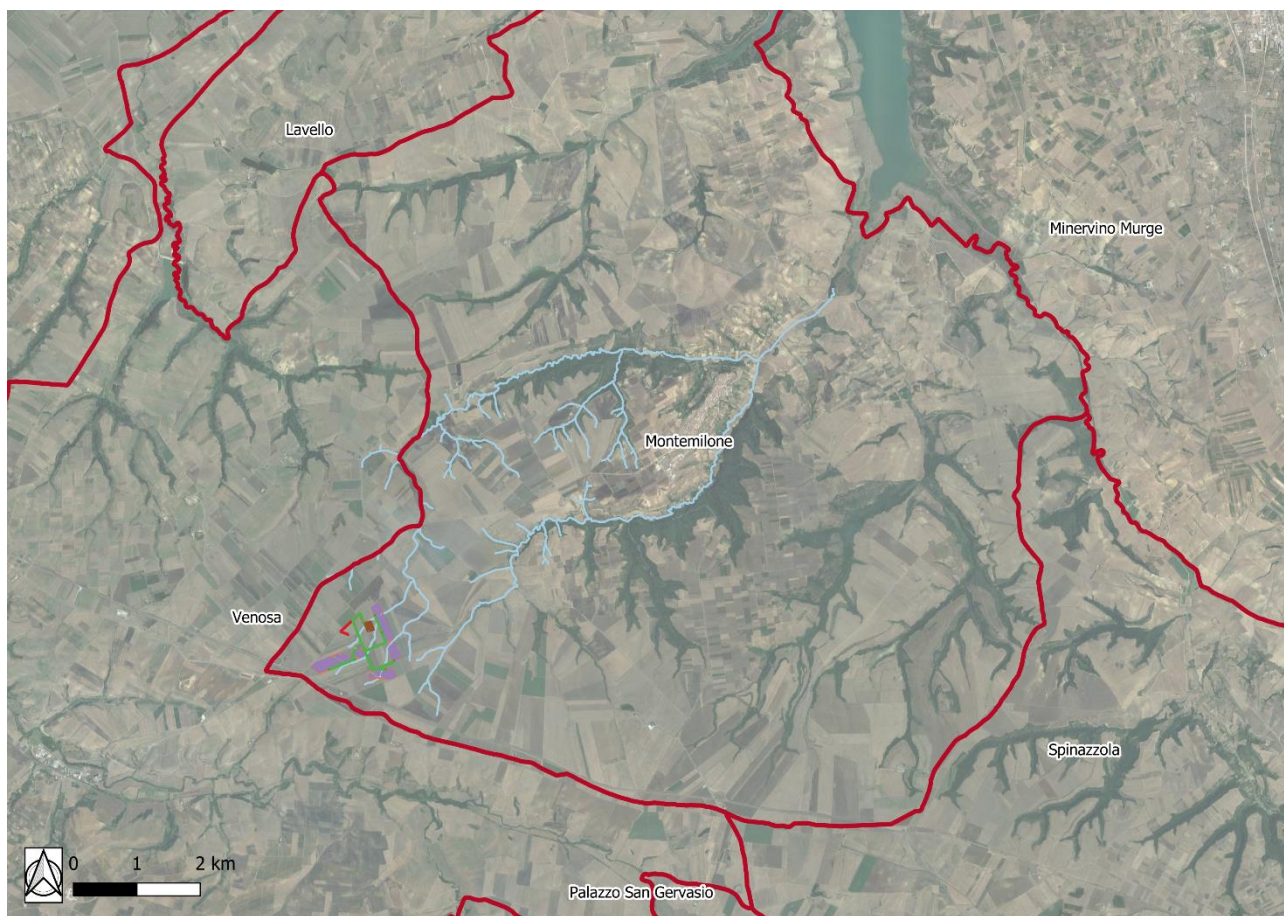 Lavello
Minervino Murge
Montemilone
Venosa
Spinazzola
0 1 2 km
Palazzo San Gervasio